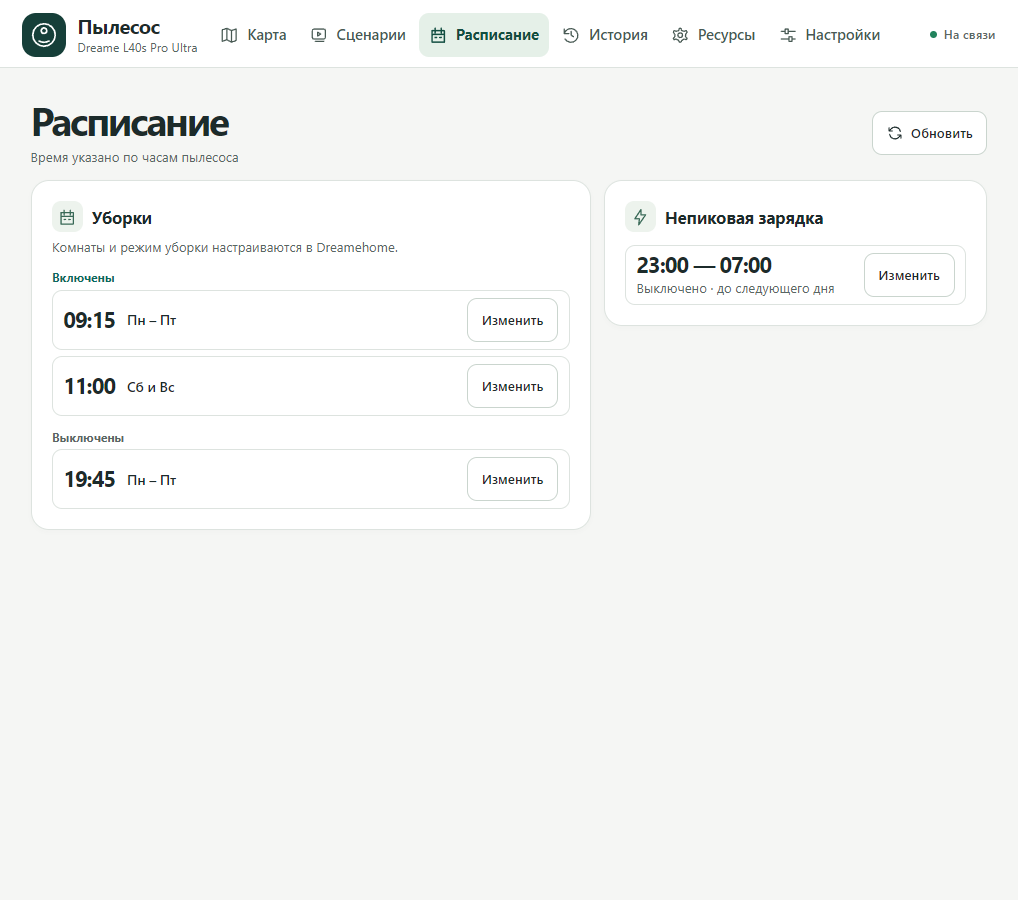 Пылесос
Dreame L40s Pro Ultra
Карта
Сценарии
Расписание
История
Ресурсы
Настройки
На связи
Расписание
Время указано по часам пылесоса
Обновить
Уборки
Комнаты и режим уборки настраиваются в Dreamehome.
Включены
09:15 Пн – Пт Изменить
11:00 Сб и Вс Изменить
Выключены
19:45 Пн – Пт Изменить
Непиковая зарядка
23:00 — 07:00
Выключено · до следующего дня
Изменить